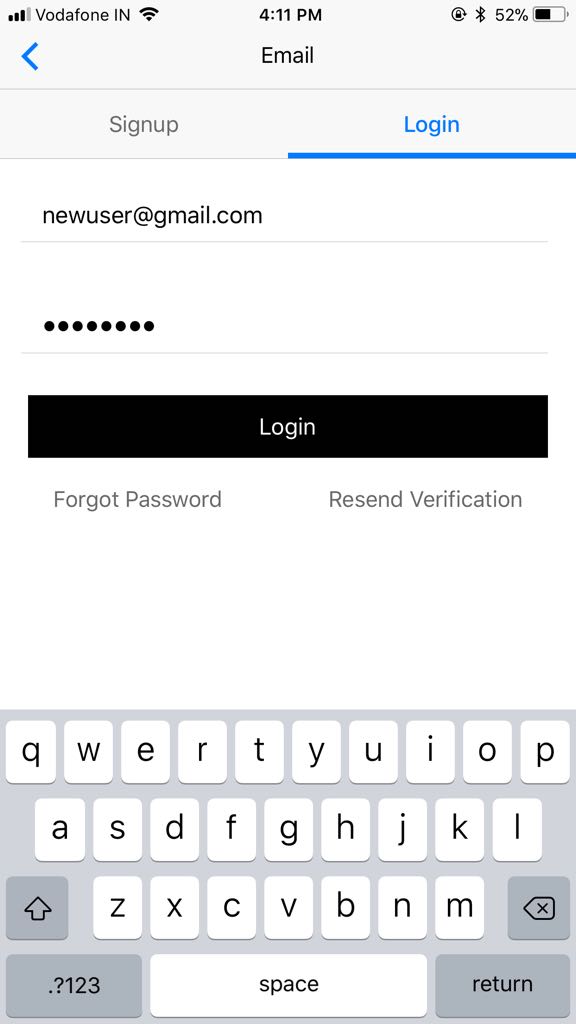 Vodafone IN 4:11 PM 52%
Email
Signup Login
newuser@gmail.com
Login
Forgot Password Resend Verification
q w e r t y u i o p
a s d f g h j k l
z x c v b n m
.?123 space return